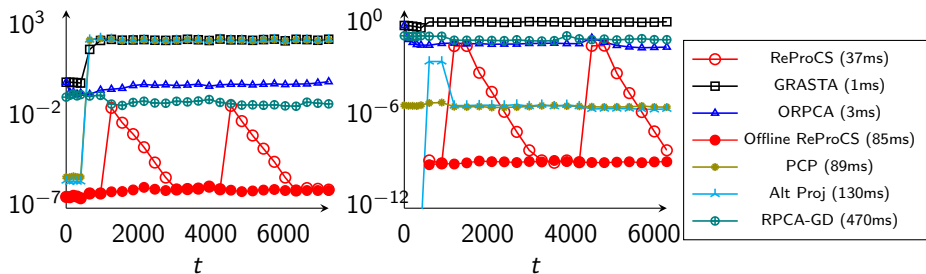 10^3
10^-2
10^-7
0 2000 4000 6000
t
10^0
10^-6
10^-12
0 2000 4000 6000
t
ReProCS (37ms)
GRASTA (1ms)
ORPCA (3ms)
Offline ReProCS (85ms)
PCP (89ms)
Alt Proj (130ms)
RPCA-GD (470ms)